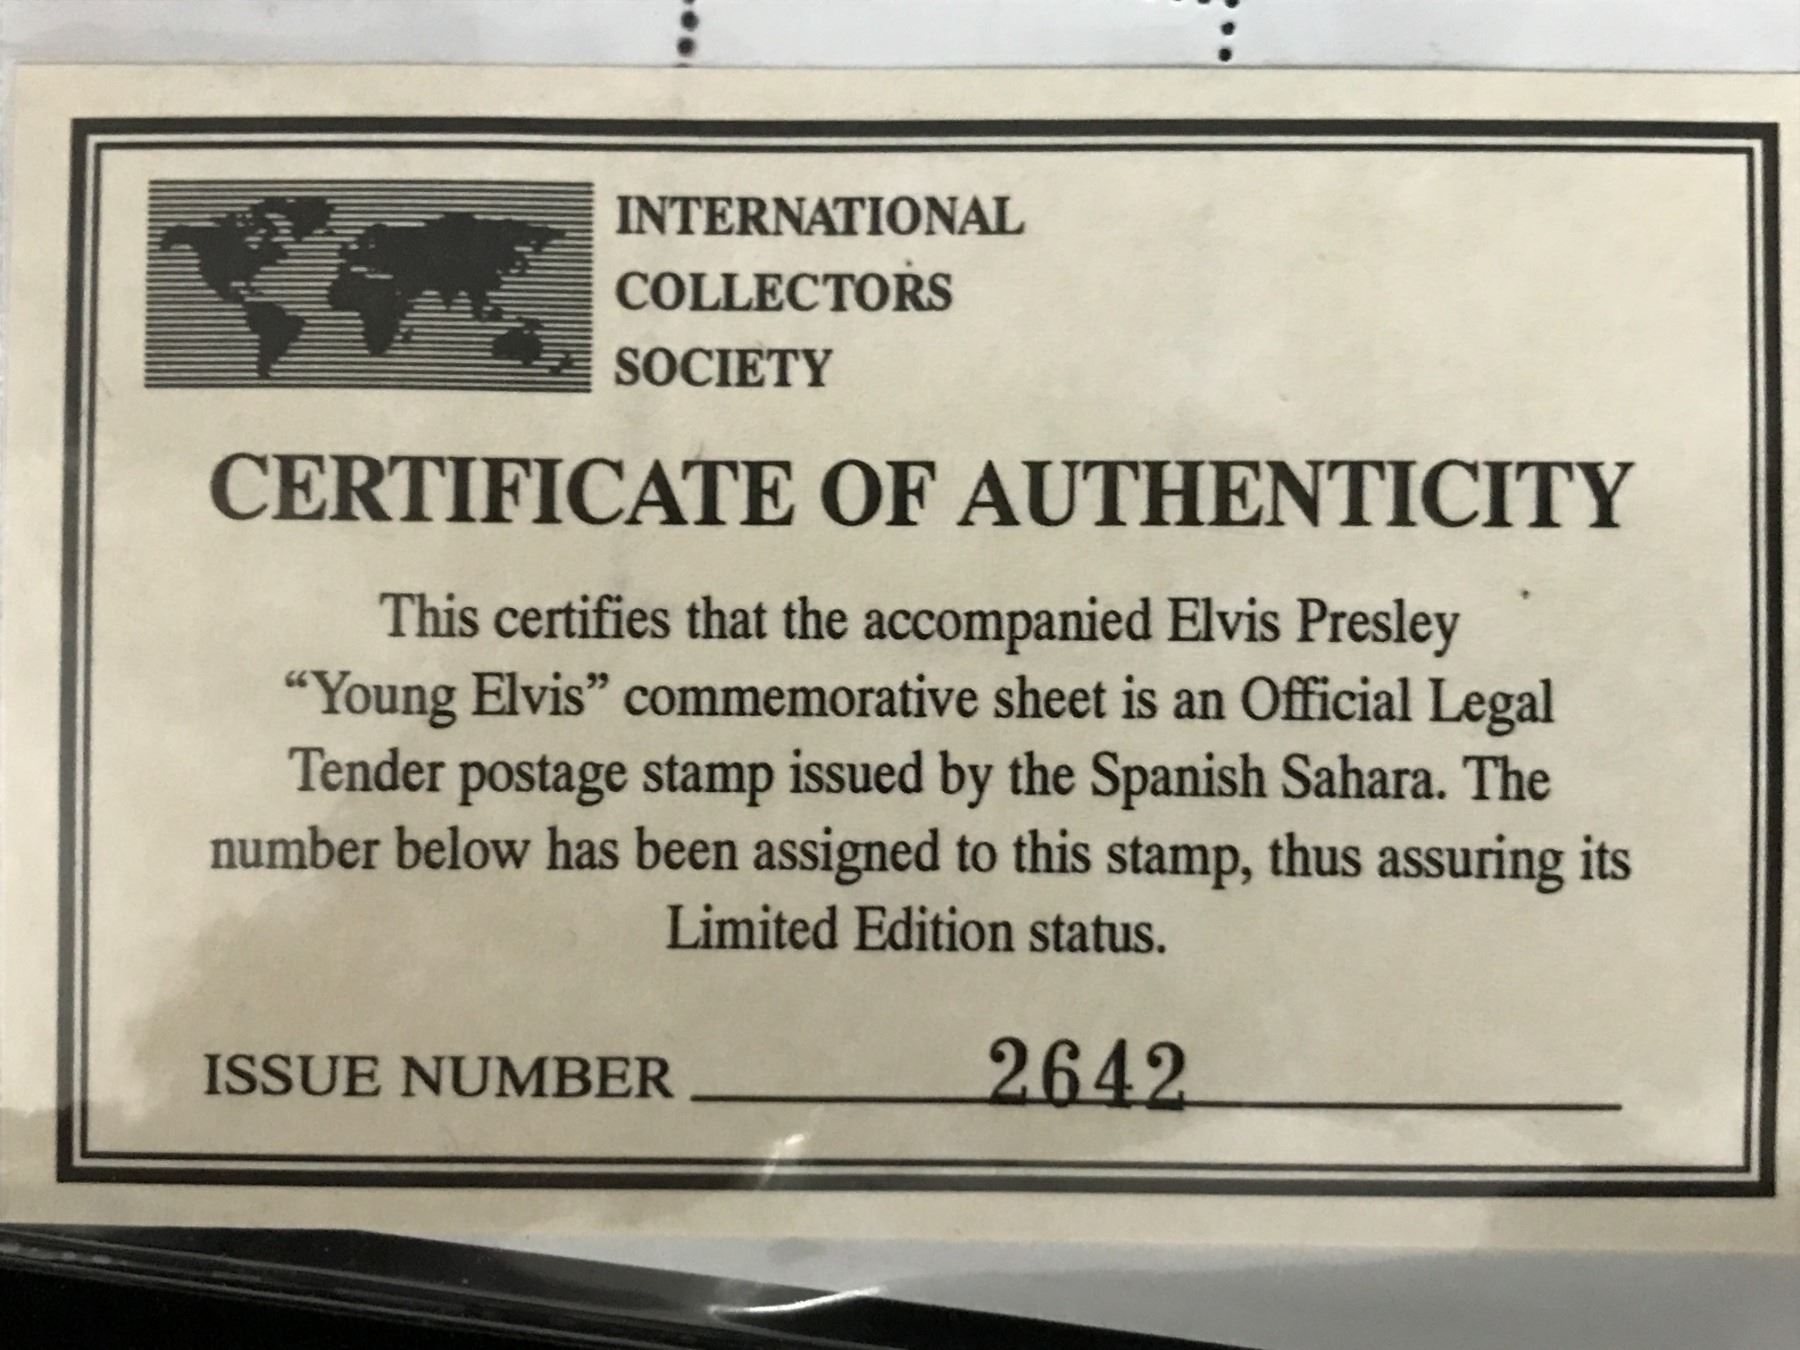 INTERNATIONAL
COLLECTORS
SOCIETY
CERTIFICATE OF AUTHENTICITY
This certifies that the accompanied Elvis Presley
“Young Elvis” commemorative sheet is an Official Legal
Tender postage stamp issued by the Spanish Sahara. The
number below has been assigned to this stamp, thus assuring its
Limited Edition status.
ISSUE NUMBER 2642